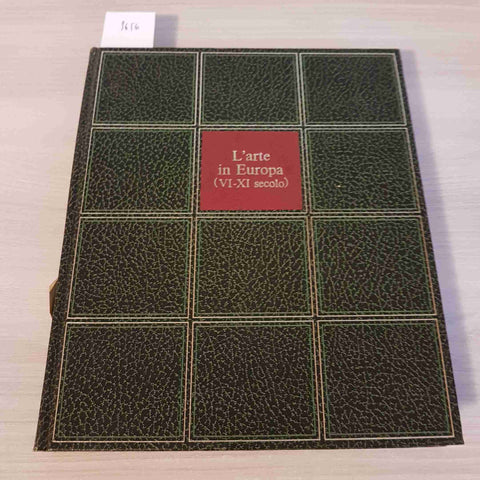 1656
L'arte
in Europa
(VI-XI secolo)